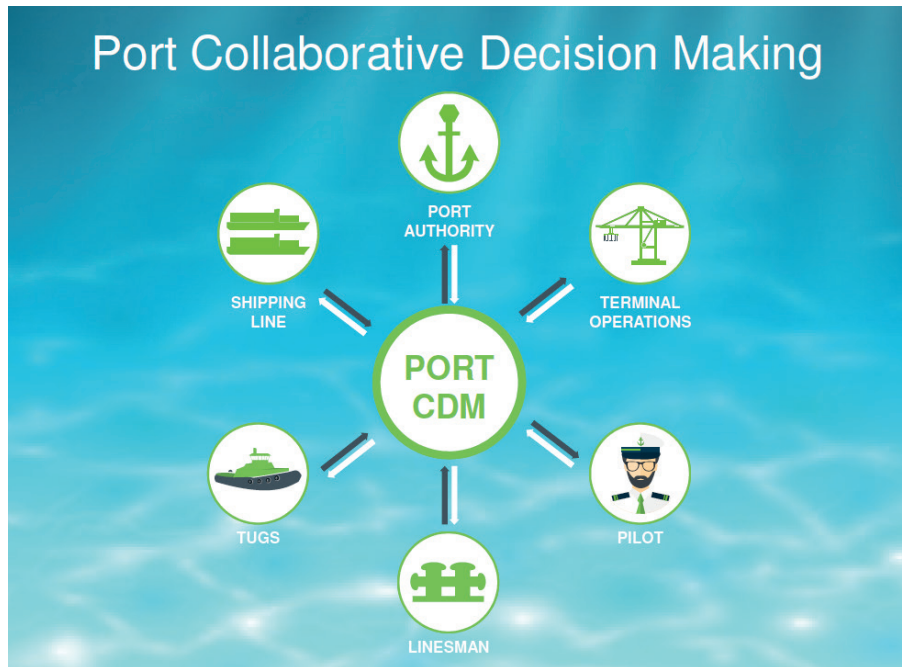 Port Collaborative Decision Making
PORT
AUTHORITY
SHIPPING
LINE
TERMINAL
OPERATIONS
PORT
CDM
TUGS
PILOT
LINESMAN